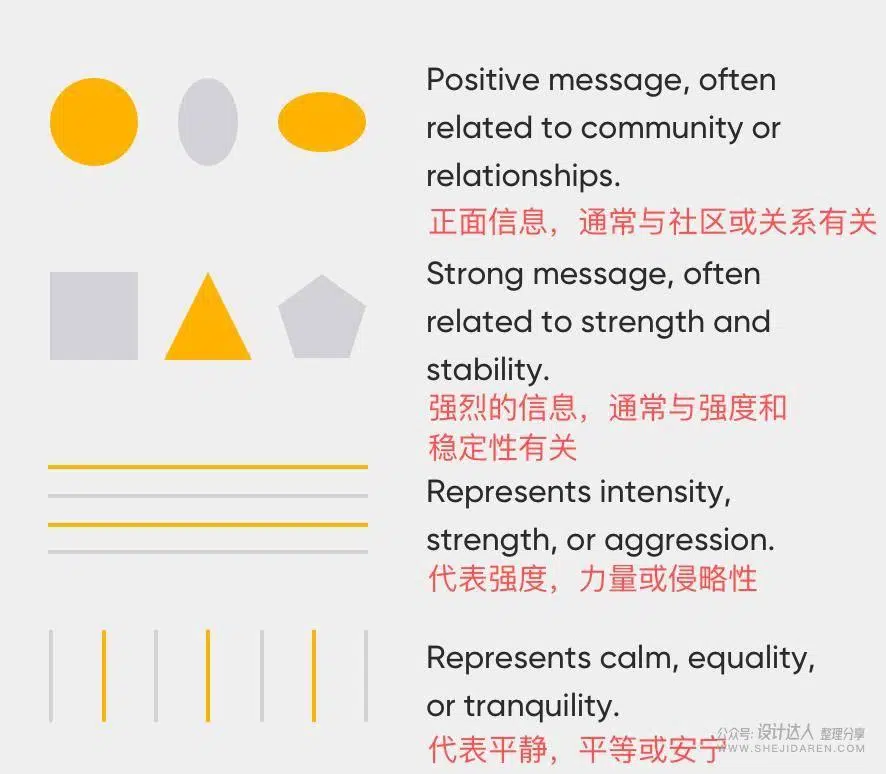 Positive message, often
related to community or
relationships.
正面信息，通常与社区或关系有关
Strong message, often
related to strength and
stability.
强烈的信息，通常与强度和
稳定性有关
Represents intensity,
strength, or aggression.
代表强度，力量或侵略性
Represents calm, equality,
or tranquility.
代表平静，平等或安宁
公众号: 设计达人 整理分享
WWW.SHEJIDAREN.COM